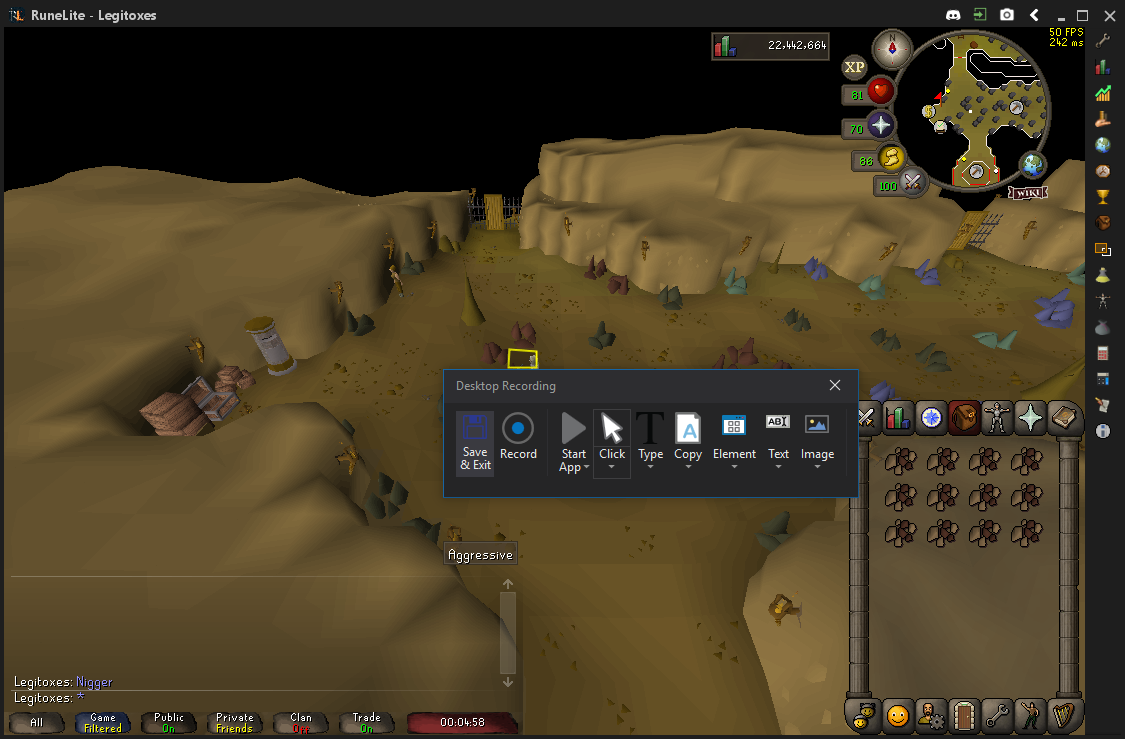 RuneLite - Legitoxes
50 FPS
242 ms
22,442,664
XP
81
70
86
100
WIKI
Desktop Recording
Save & Exit
Record
Start App
Click
Type
Copy
Element
Text
Image
Aggressive
Legitoxes: Nigger
Legitoxes: *
All
Game
Filtered
Public
On
Private
Friends
Clan
Off
Trade
On
00:04:58